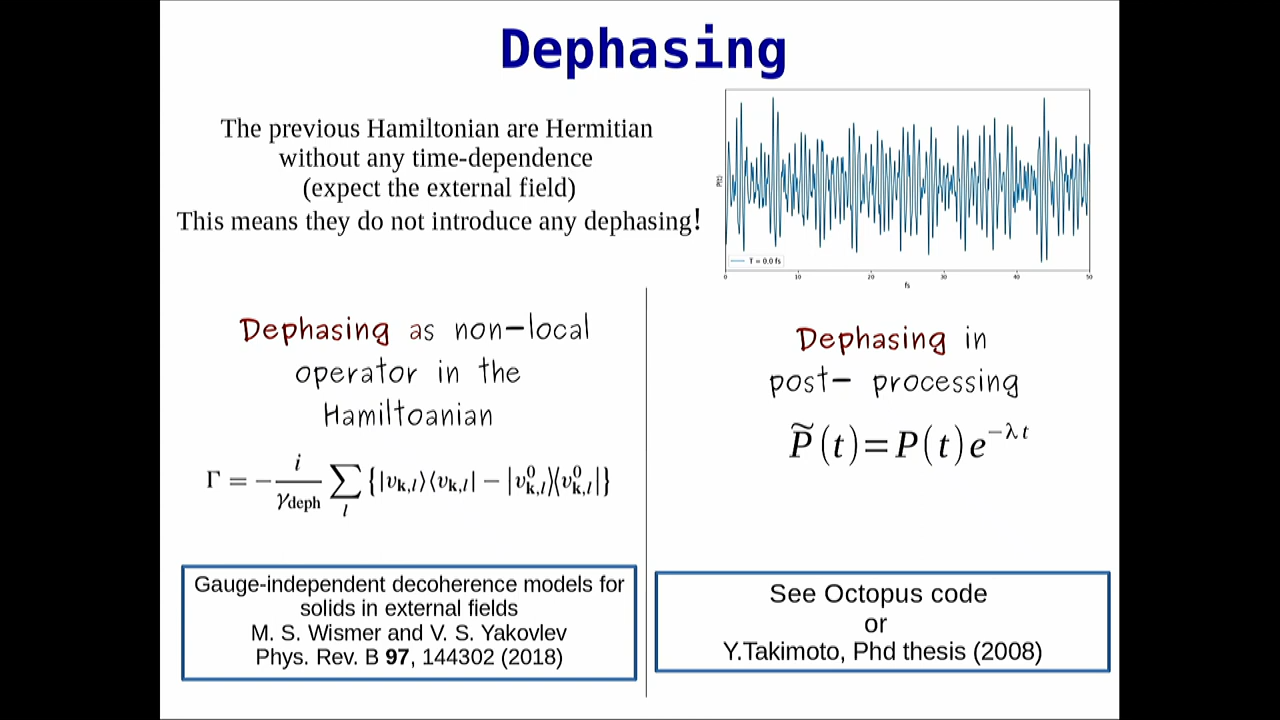 Dephasing
The previous Hamiltonian are Hermitian
without any time-dependence
(expect the external field)
This means they do not introduce any dephasing!
P(t)
T = 0.0 fs
0 10 20 30 40 50
fs
Dephasing as non-local
operator in the
Hamiltoanian
Γ = − i/γdeph ∑l {|vk,l⟩⟨vk,l| − |v⁰k,l⟩⟨v⁰k,l|}
Gauge-independent decoherence models for
solids in external fields
M. S. Wismer and V. S. Yakovlev
Phys. Rev. B 97, 144302 (2018)
Dephasing in
post- processing
P̃(t)=P(t)e^{−λt}
See Octopus code
or
Y.Takimoto, Phd thesis (2008)